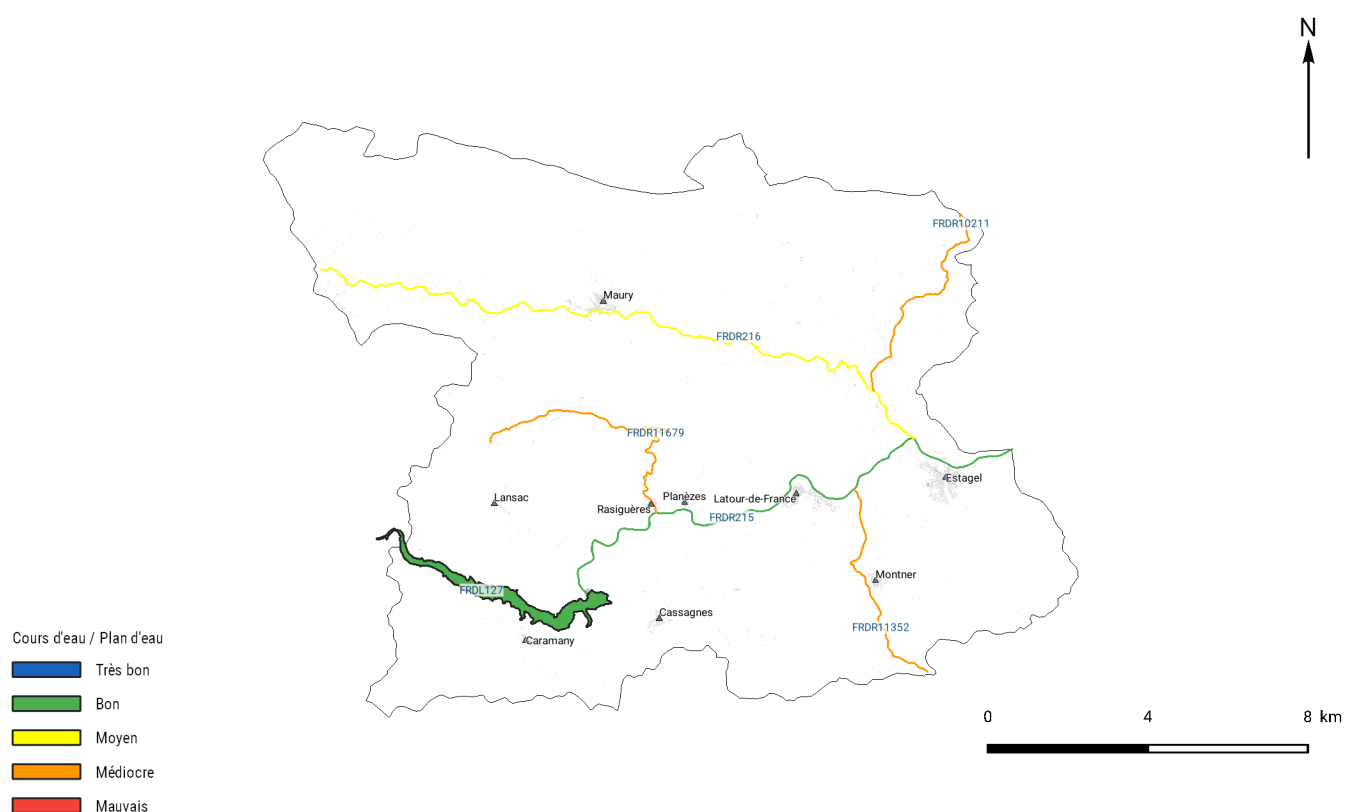 N
FRDR10211
Maury
FRDR216
FRDR11679
Estagel
Lansac
Planèzes
Latour-de-France
Rasiguères
FRDR215
Montner
FRDL127
Cassagnes
FRDR11352
Caramany
Cours d'eau / Plan d'eau
Très bon
Bon
Moyen
Médiocre
Mauvais
0 4 8 km